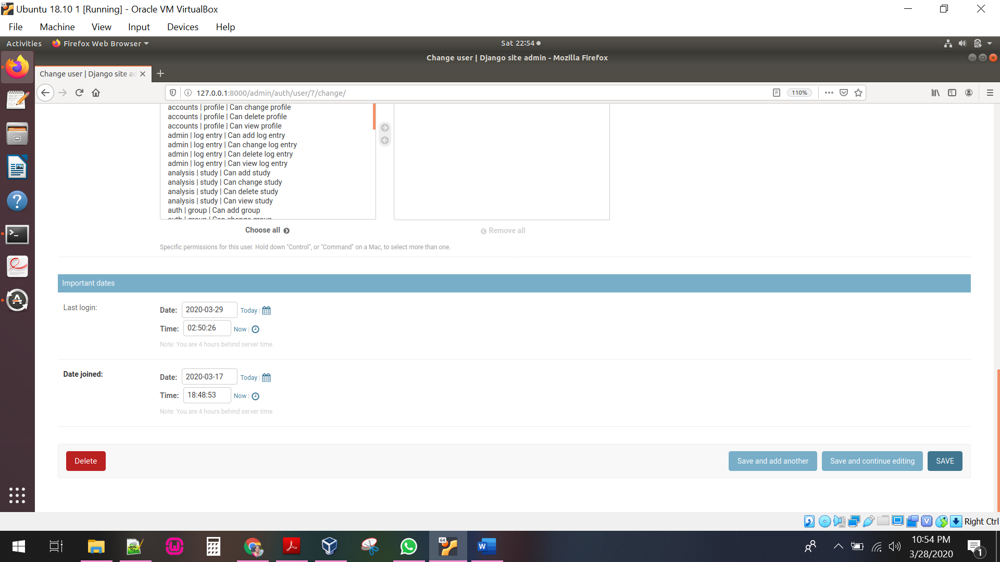 Ubuntu 18.10 1 [Running] - Oracle VM VirtualBox
File Machine View Input Devices Help
Activities Firefox Web Browser Sat 22:54
Change user | Django site admin - Mozilla Firefox
Change user | Django site ad
127.0.0.1:8000/admin/auth/user/7/change/ 110%
accounts | profile | Can change profile
accounts | profile | Can delete profile
accounts | profile | Can view profile
admin | log entry | Can add log entry
admin | log entry | Can change log entry
admin | log entry | Can delete log entry
admin | log entry | Can view log entry
analysis | study | Can add study
analysis | study | Can change study
analysis | study | Can delete study
analysis | study | Can view study
auth | group | Can add group
auth | group | Can change group
Choose all Remove all
Specific permissions for this user. Hold down "Control", or "Command" on a Mac, to select more than one.
Important dates
Last login: Date: 2020-03-29 Today |
Time: 02:50:26 Now |
Note: You are 4 hours behind server time.
Date joined: Date: 2020-03-17 Today |
Time: 18:48:53 Now |
Note: You are 4 hours behind server time.
Delete Save and add another Save and continue editing SAVE
Right Ctrl
64
10:54 PM
3/28/2020
1